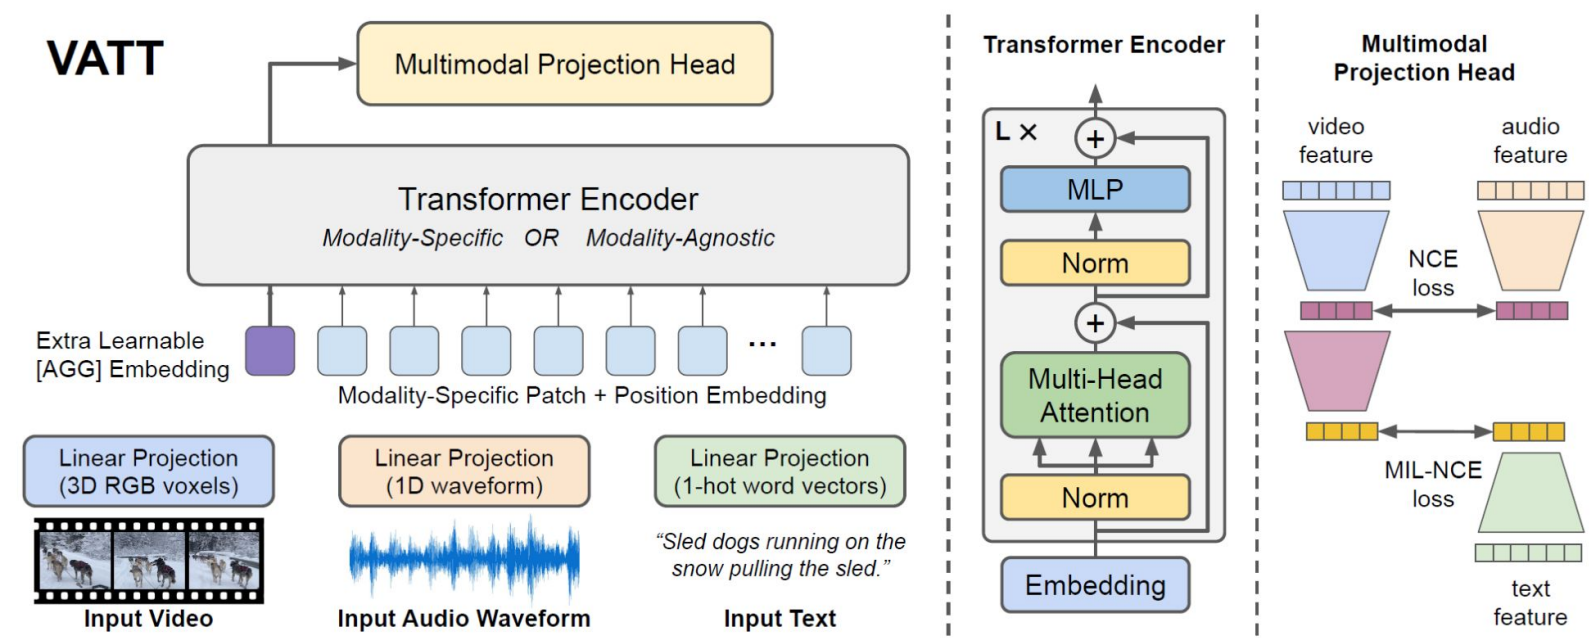 VATT
Multimodal Projection Head
Transformer Encoder
Modality-Specific OR Modality-Agnostic
Extra Learnable
[AGG] Embedding
...
Modality-Specific Patch + Position Embedding
Linear Projection
(3D RGB voxels)
Linear Projection
(1D waveform)
Linear Projection
(1-hot word vectors)
“Sled dogs running on the
snow pulling the sled.”
Input Video
Input Audio Waveform
Input Text
Transformer Encoder
L ×
+
MLP
Norm
+
Multi-Head
Attention
Norm
Embedding
Multimodal
Projection Head
video
feature
audio
feature
NCE
loss
MIL-NCE
loss
text
feature